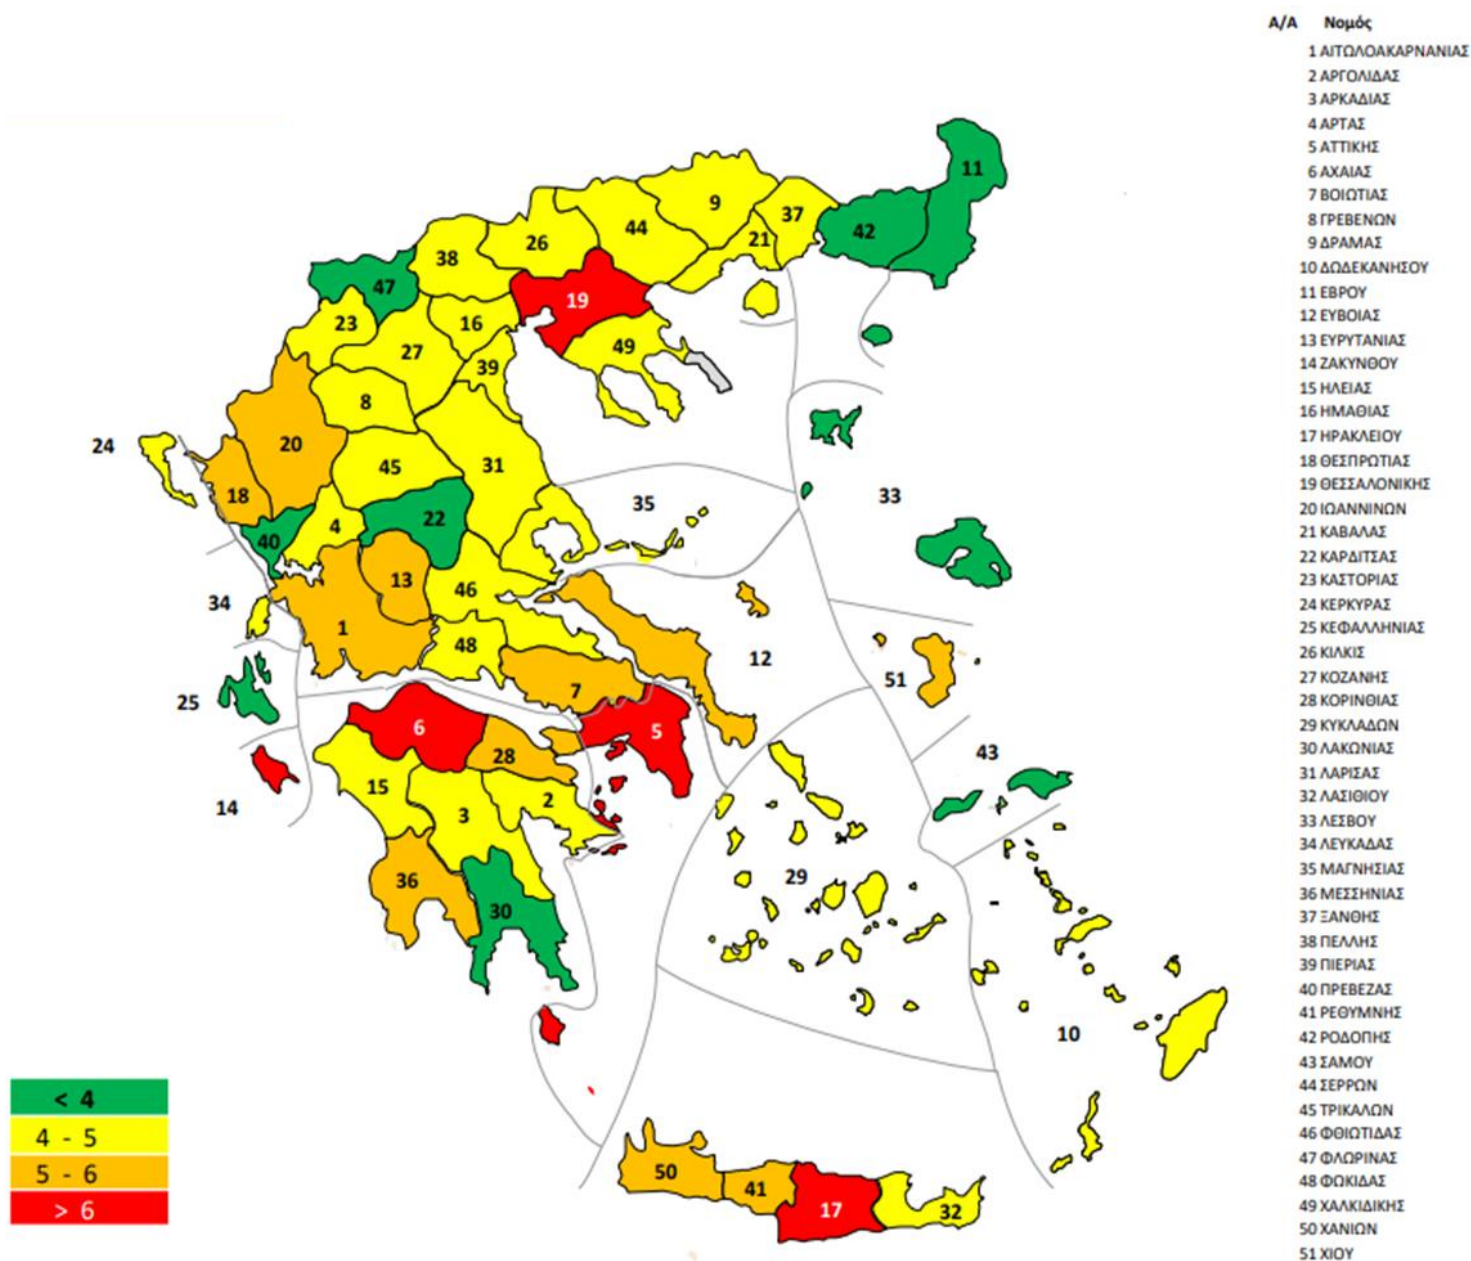 Α/Α Νομός
1 ΑΙΤΩΛΟΑΚΑΡΝΑΝΙΑΣ
2 ΑΡΓΟΛΙΔΑΣ
3 ΑΡΚΑΔΙΑΣ
4 ΑΡΤΑΣ
5 ΑΤΤΙΚΗΣ
6 ΑΧΑΙΑΣ
7 ΒΟΙΩΤΙΑΣ
8 ΓΡΕΒΕΝΩΝ
9 ΔΡΑΜΑΣ
10 ΔΩΔΕΚΑΝΗΣΟΥ
11 ΕΒΡΟΥ
12 ΕΥΒΟΙΑΣ
13 ΕΥΡΥΤΑΝΙΑΣ
14 ΖΑΚΥΝΘΟΥ
15 ΗΛΕΙΑΣ
16 ΗΜΑΘΙΑΣ
17 ΗΡΑΚΛΕΙΟΥ
18 ΘΕΣΠΡΩΤΙΑΣ
19 ΘΕΣΣΑΛΟΝΙΚΗΣ
20 ΙΩΑΝΝΙΝΩΝ
21 ΚΑΒΑΛΑΣ
22 ΚΑΡΔΙΤΣΑΣ
23 ΚΑΣΤΟΡΙΑΣ
24 ΚΕΡΚΥΡΑΣ
25 ΚΕΦΑΛΛΗΝΙΑΣ
26 ΚΙΛΚΙΣ
27 ΚΟΖΑΝΗΣ
28 ΚΟΡΙΝΘΙΑΣ
29 ΚΥΚΛΑΔΩΝ
30 ΛΑΚΩΝΙΑΣ
31 ΛΑΡΙΣΑΣ
32 ΛΑΣΙΘΙΟΥ
33 ΛΕΣΒΟΥ
34 ΛΕΥΚΑΔΑΣ
35 ΜΑΓΝΗΣΙΑΣ
36 ΜΕΣΣΗΝΙΑΣ
37 ΞΑΝΘΗΣ
38 ΠΕΛΛΗΣ
39 ΠΙΕΡΙΑΣ
40 ΠΡΕΒΕΖΑΣ
41 ΡΕΘΥΜΝΗΣ
42 ΡΟΔΟΠΗΣ
43 ΣΑΜΟΥ
44 ΣΕΡΡΩΝ
45 ΤΡΙΚΑΛΩΝ
46 ΦΘΙΩΤΙΔΑΣ
47 ΦΛΩΡΙΝΑΣ
48 ΦΩΚΙΔΑΣ
49 ΧΑΛΚΙΔΙΚΗΣ
50 ΧΑΝΙΩΝ
51 ΧΙΟΥ
11
9
37
42
44
21
26
38
47
19
23
16
27
49
39
8
24
20
45
31
18
33
35
22
4
40
13
46
34
1
48
12
51
25
7
6
5
28
43
15
2
14
3
36
29
30
10
50
41
17
32
< 4
4 - 5
5 - 6
> 6